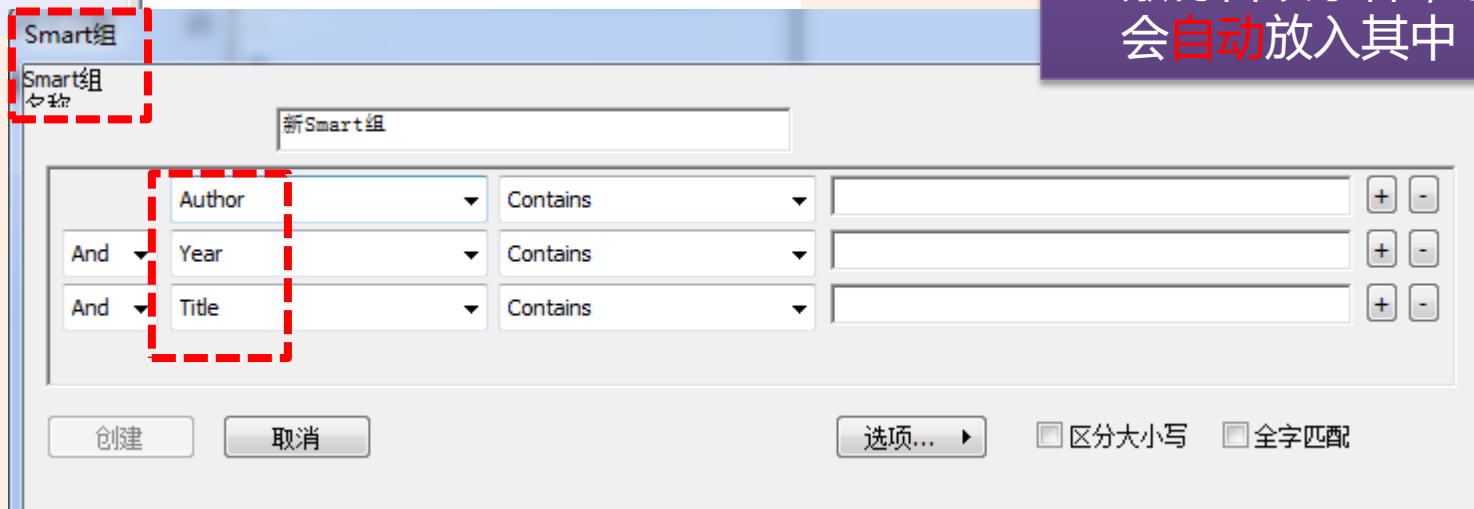 Smart组
会自动放入其中
Smart组
名称
新Smart组
Author Contains + -
And Year Contains + -
And Title Contains + -
创建 取消 选项... 区分大小写 全字匹配